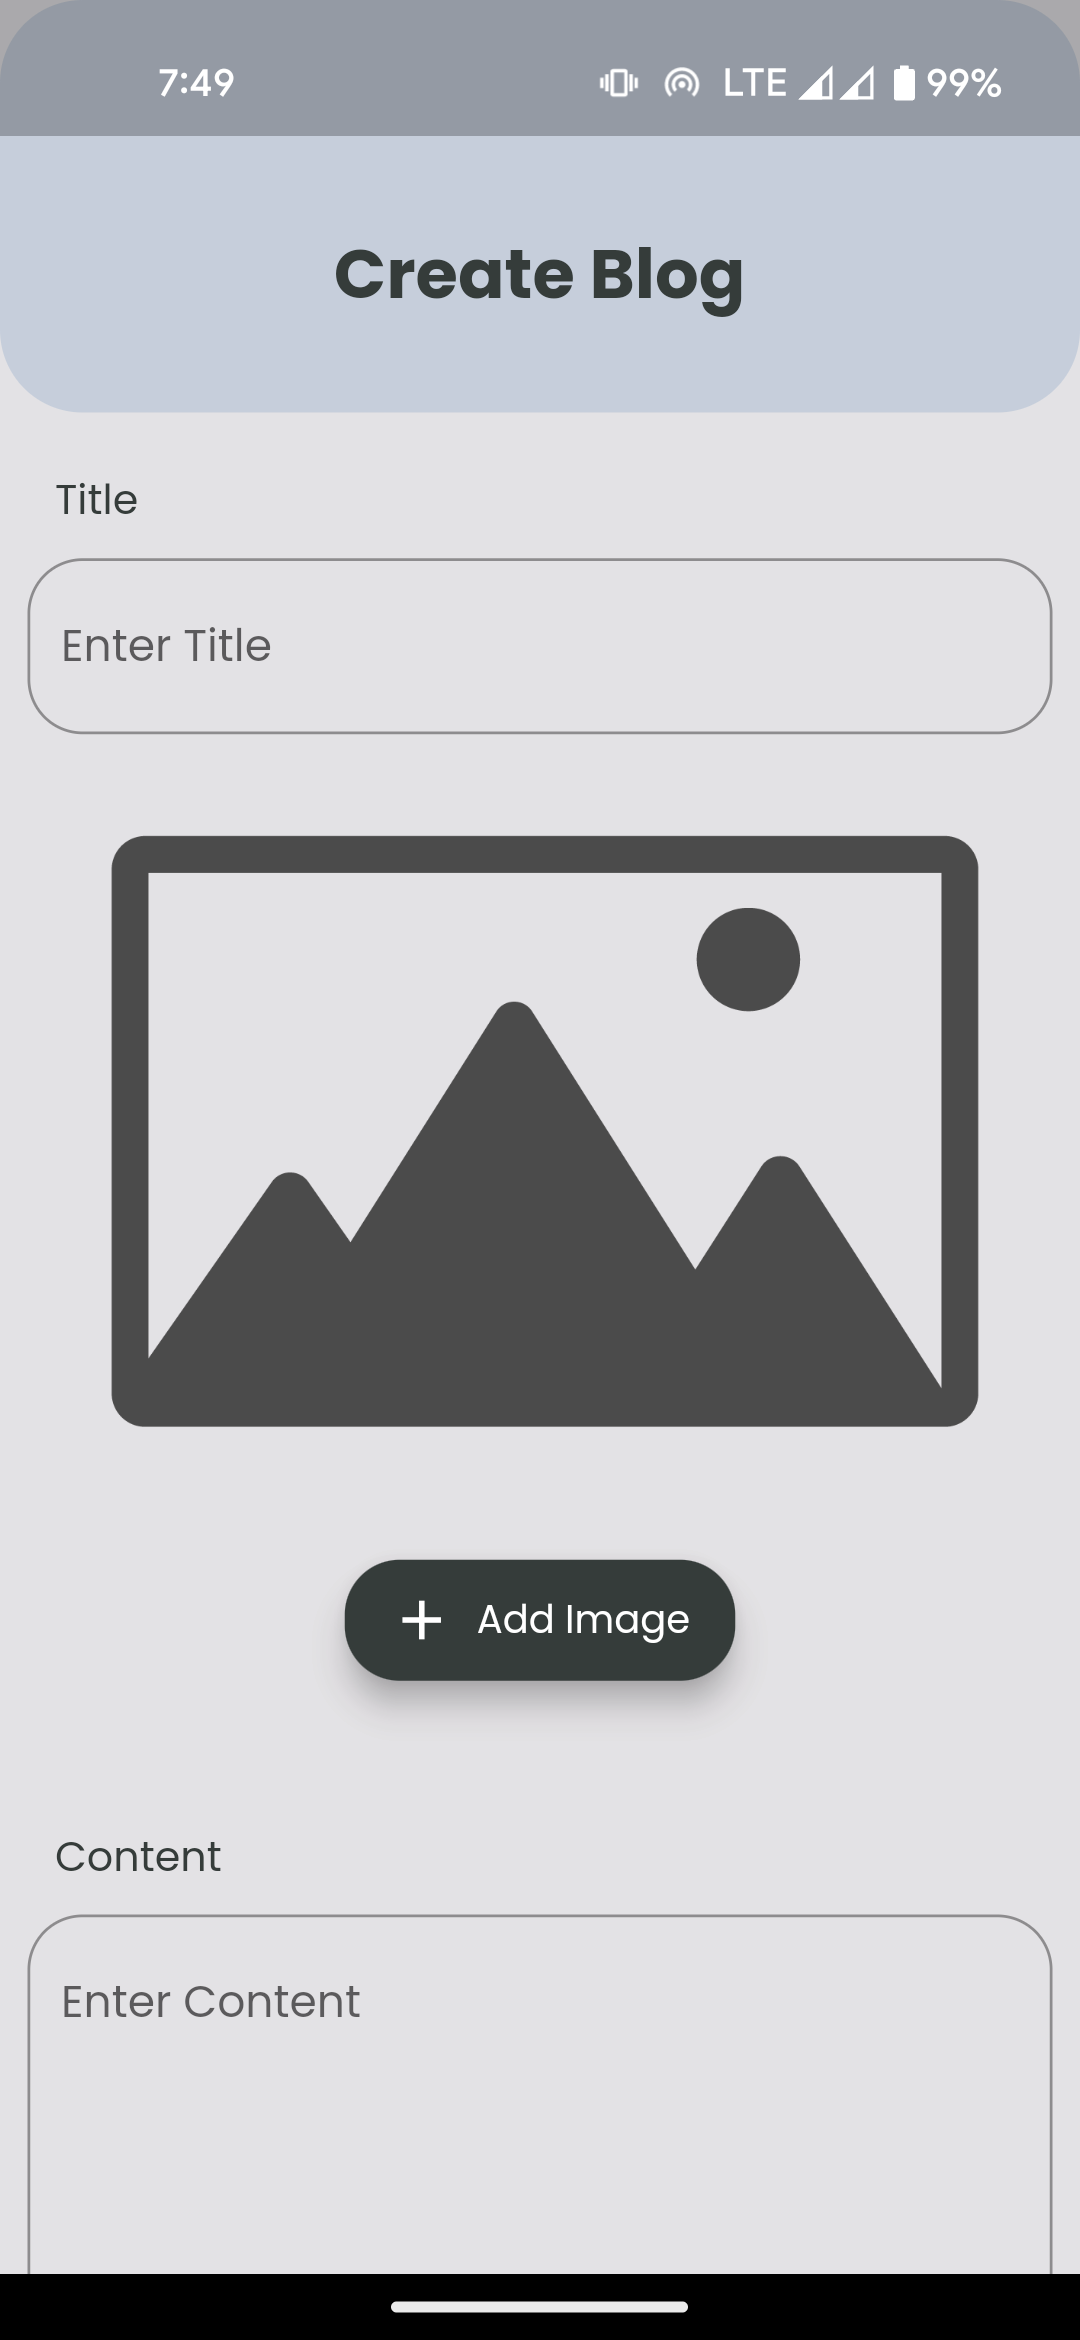 7:49 LTE 99%
Create Blog
Title
Enter Title
Add Image
Content
Enter Content